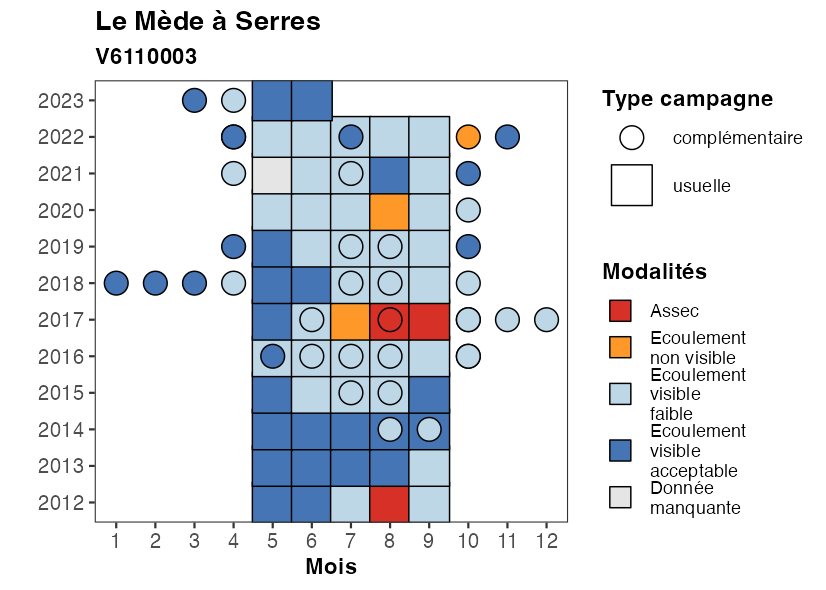 Le Mède à Serres
V6110003
2023
2022
2021
2020
2019
2018
2017
2016
2015
2014
2013
2012
1 2 3 4 5 6 7 8 9 10 11 12
Mois
Type campagne
complémentaire
usuelle
Modalités
Assec
Ecoulement
non visible
Ecoulement
visible
faible
Ecoulement
visible
acceptable
Donnée
manquante